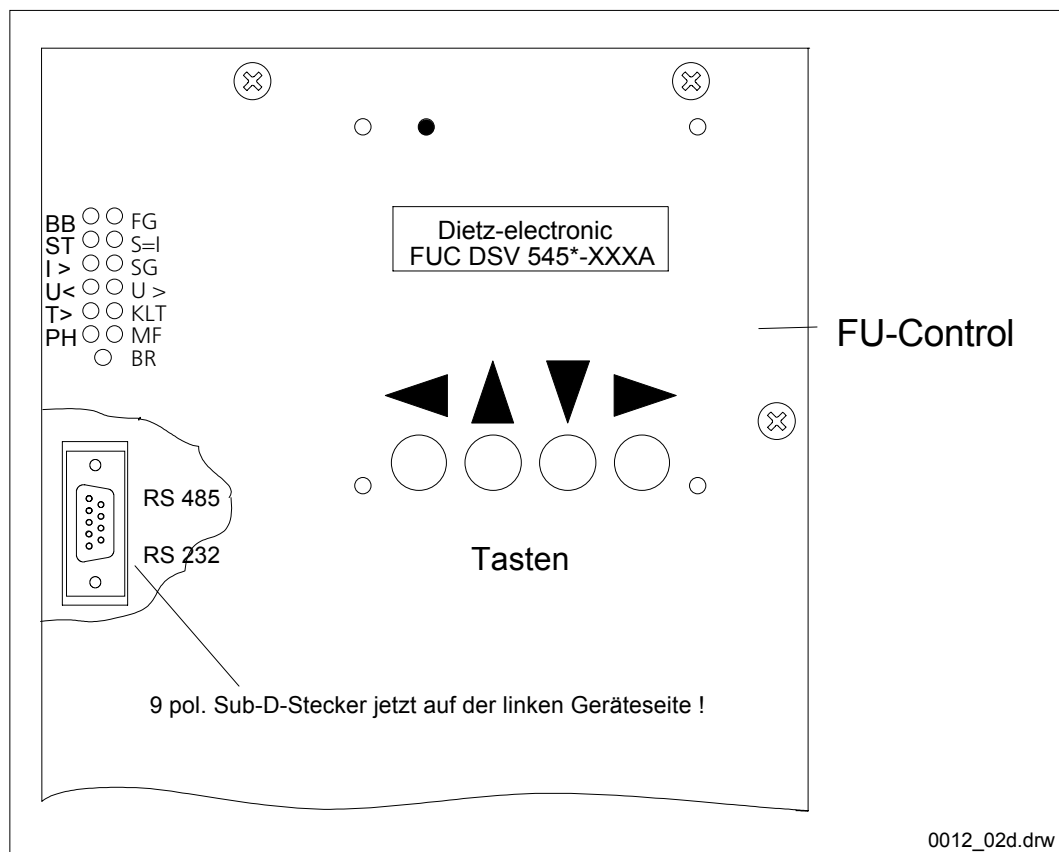 Dietz-electronic
FUC DSV 545*-XXXA
BB FG
ST S=I
I > SG
U< U >
T> KLT
PH MF
BR
FU-Control
RS 485
RS 232
Tasten
9 pol. Sub-D-Stecker jetzt auf der linken Geräteseite !
0012_02d.drw